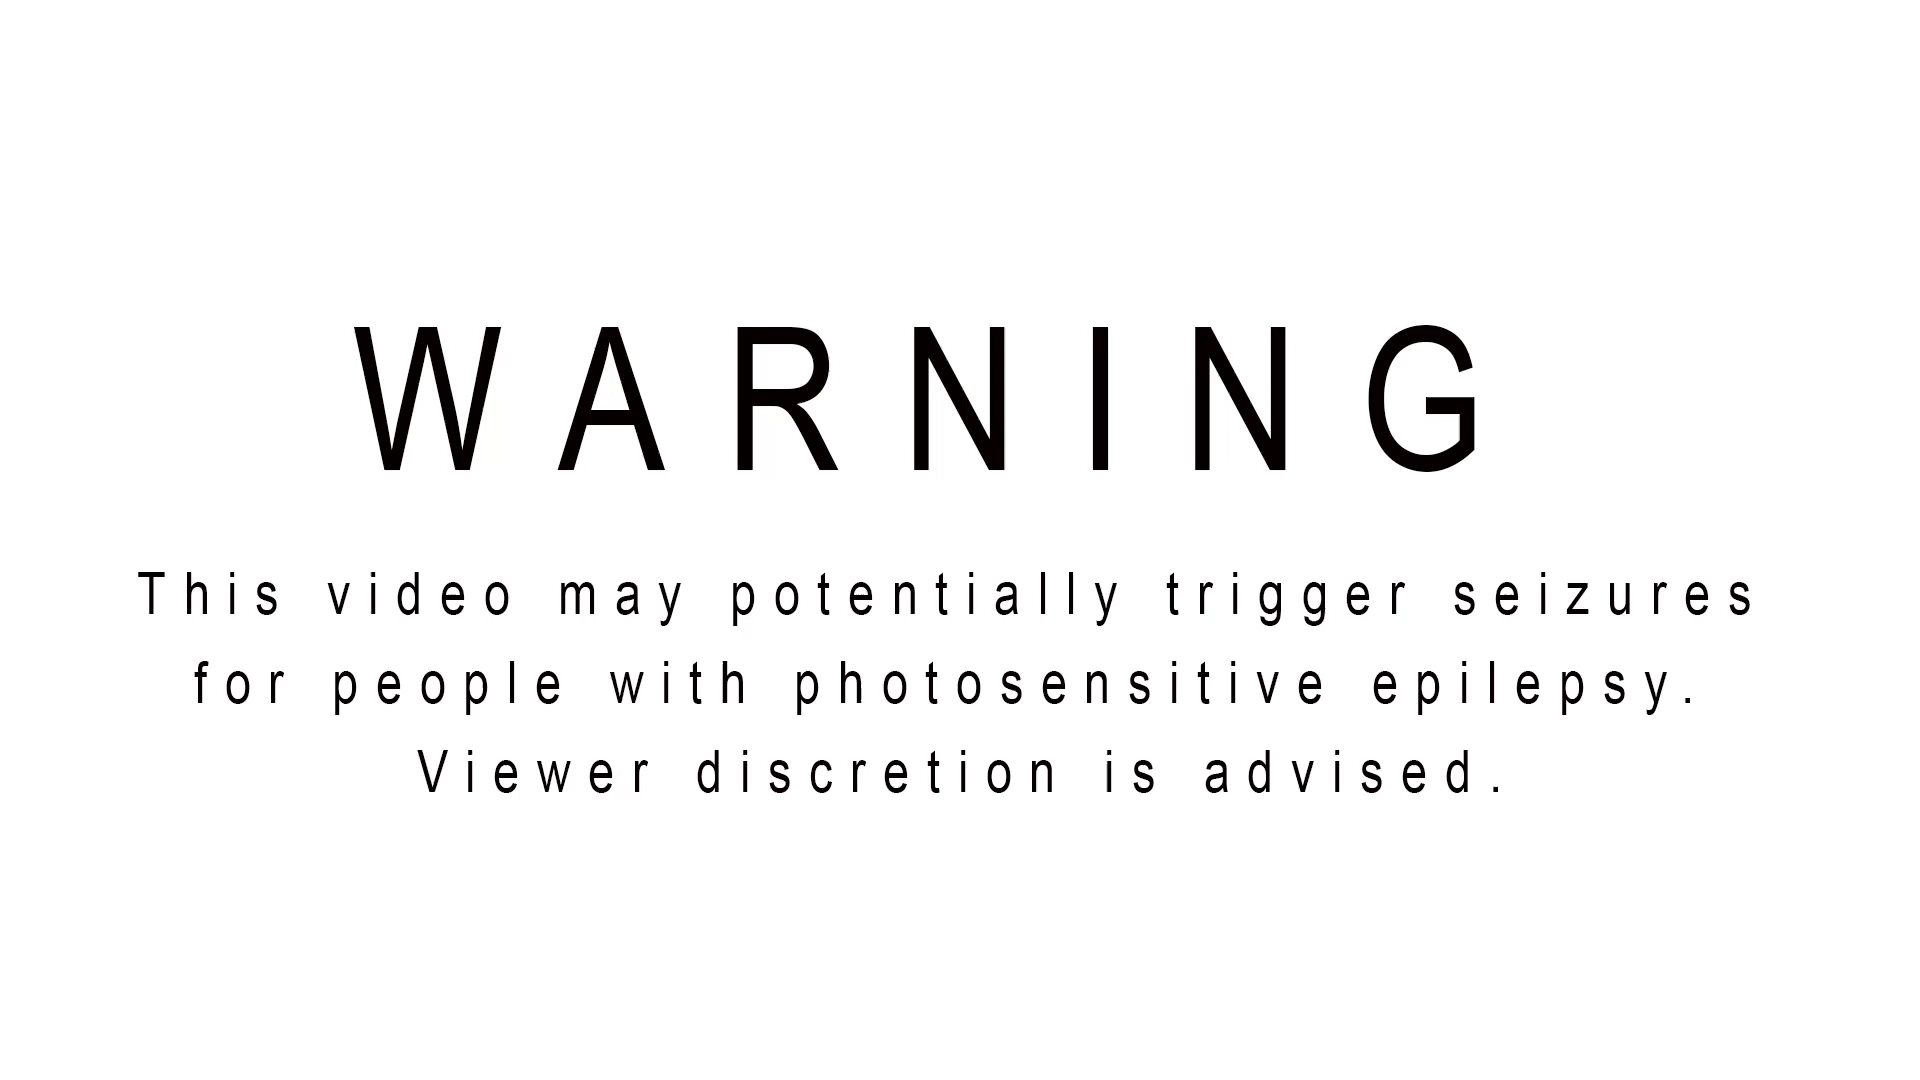 WARNING
This video may potentially trigger seizures
for people with photosensitive epilepsy.
Viewer discretion is advised.